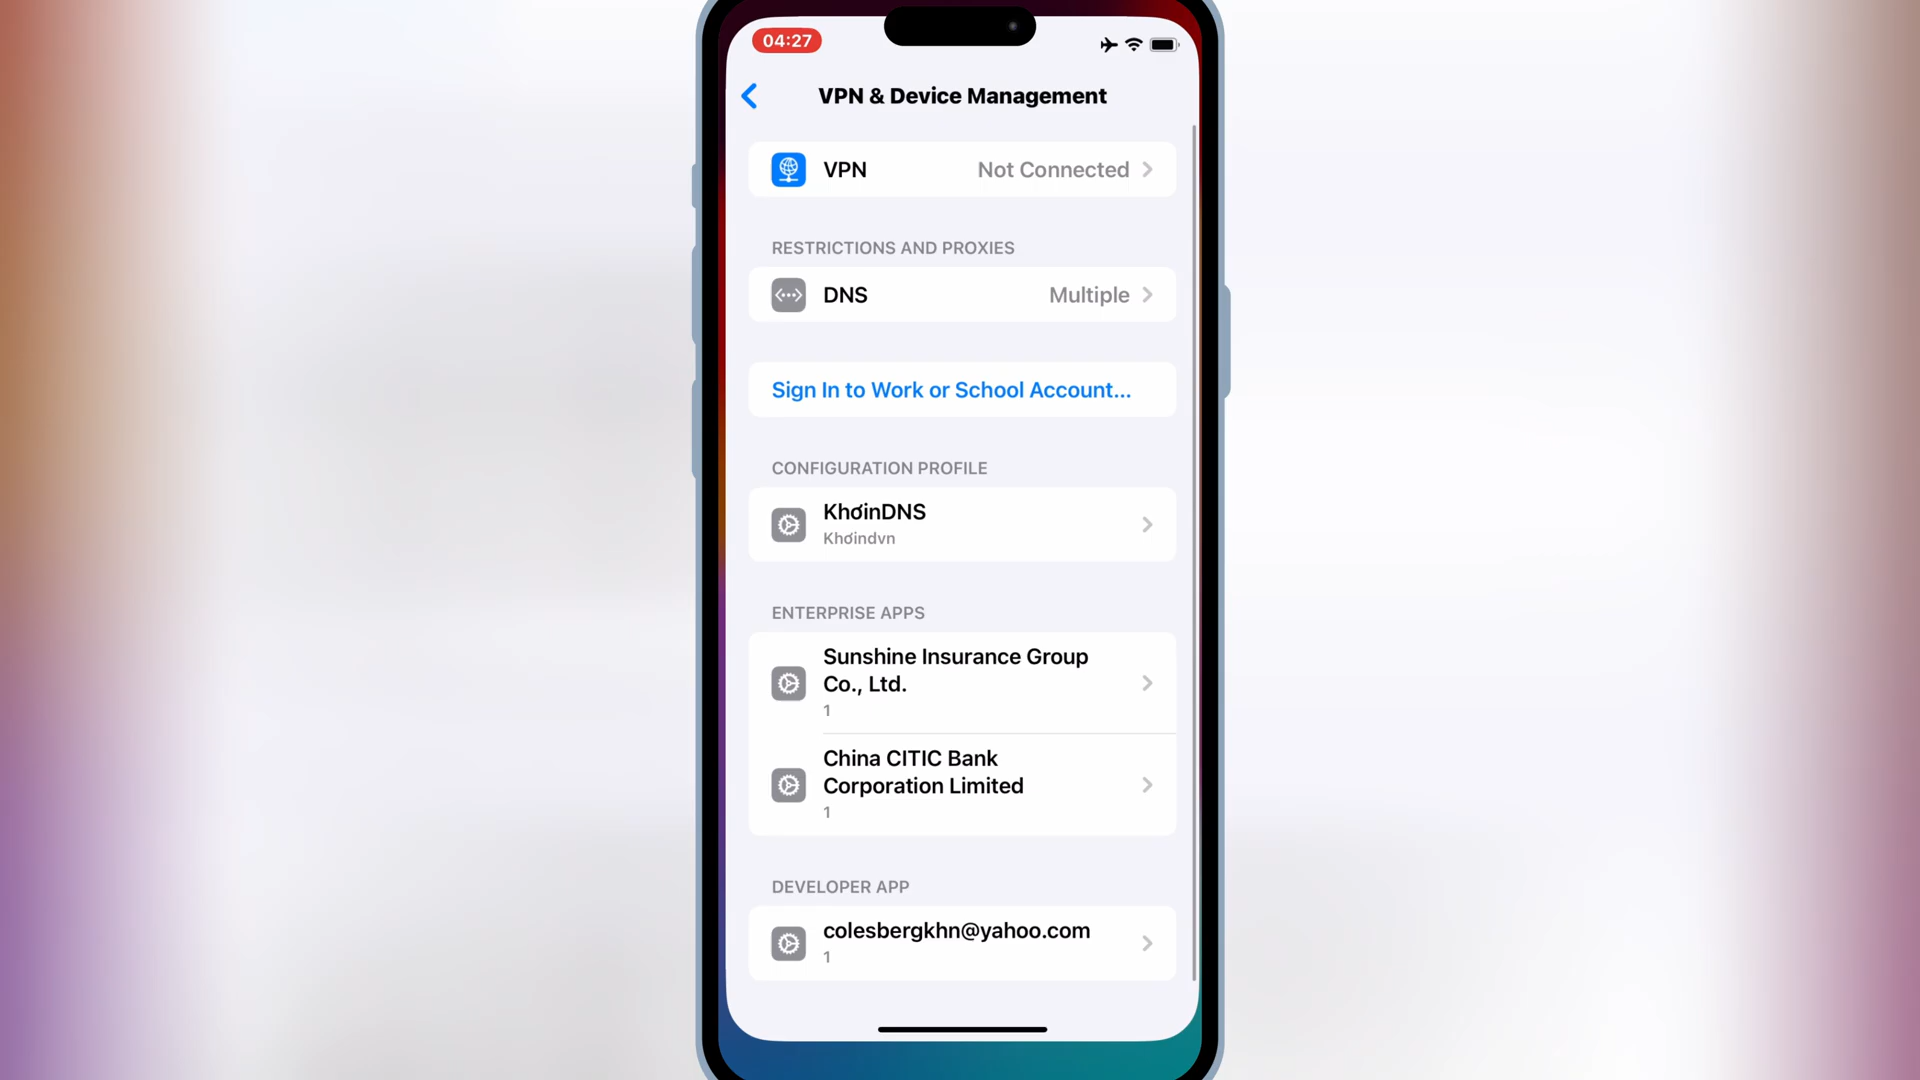 04:27
VPN & Device Management
VPN Not Connected
RESTRICTIONS AND PROXIES
DNS Multiple
Sign In to Work or School Account...
CONFIGURATION PROFILE
KhơinDNS
Khơindvn
ENTERPRISE APPS
Sunshine Insurance Group
Co., Ltd.
1
China CITIC Bank
Corporation Limited
1
DEVELOPER APP
colesbergkhn@yahoo.com
1